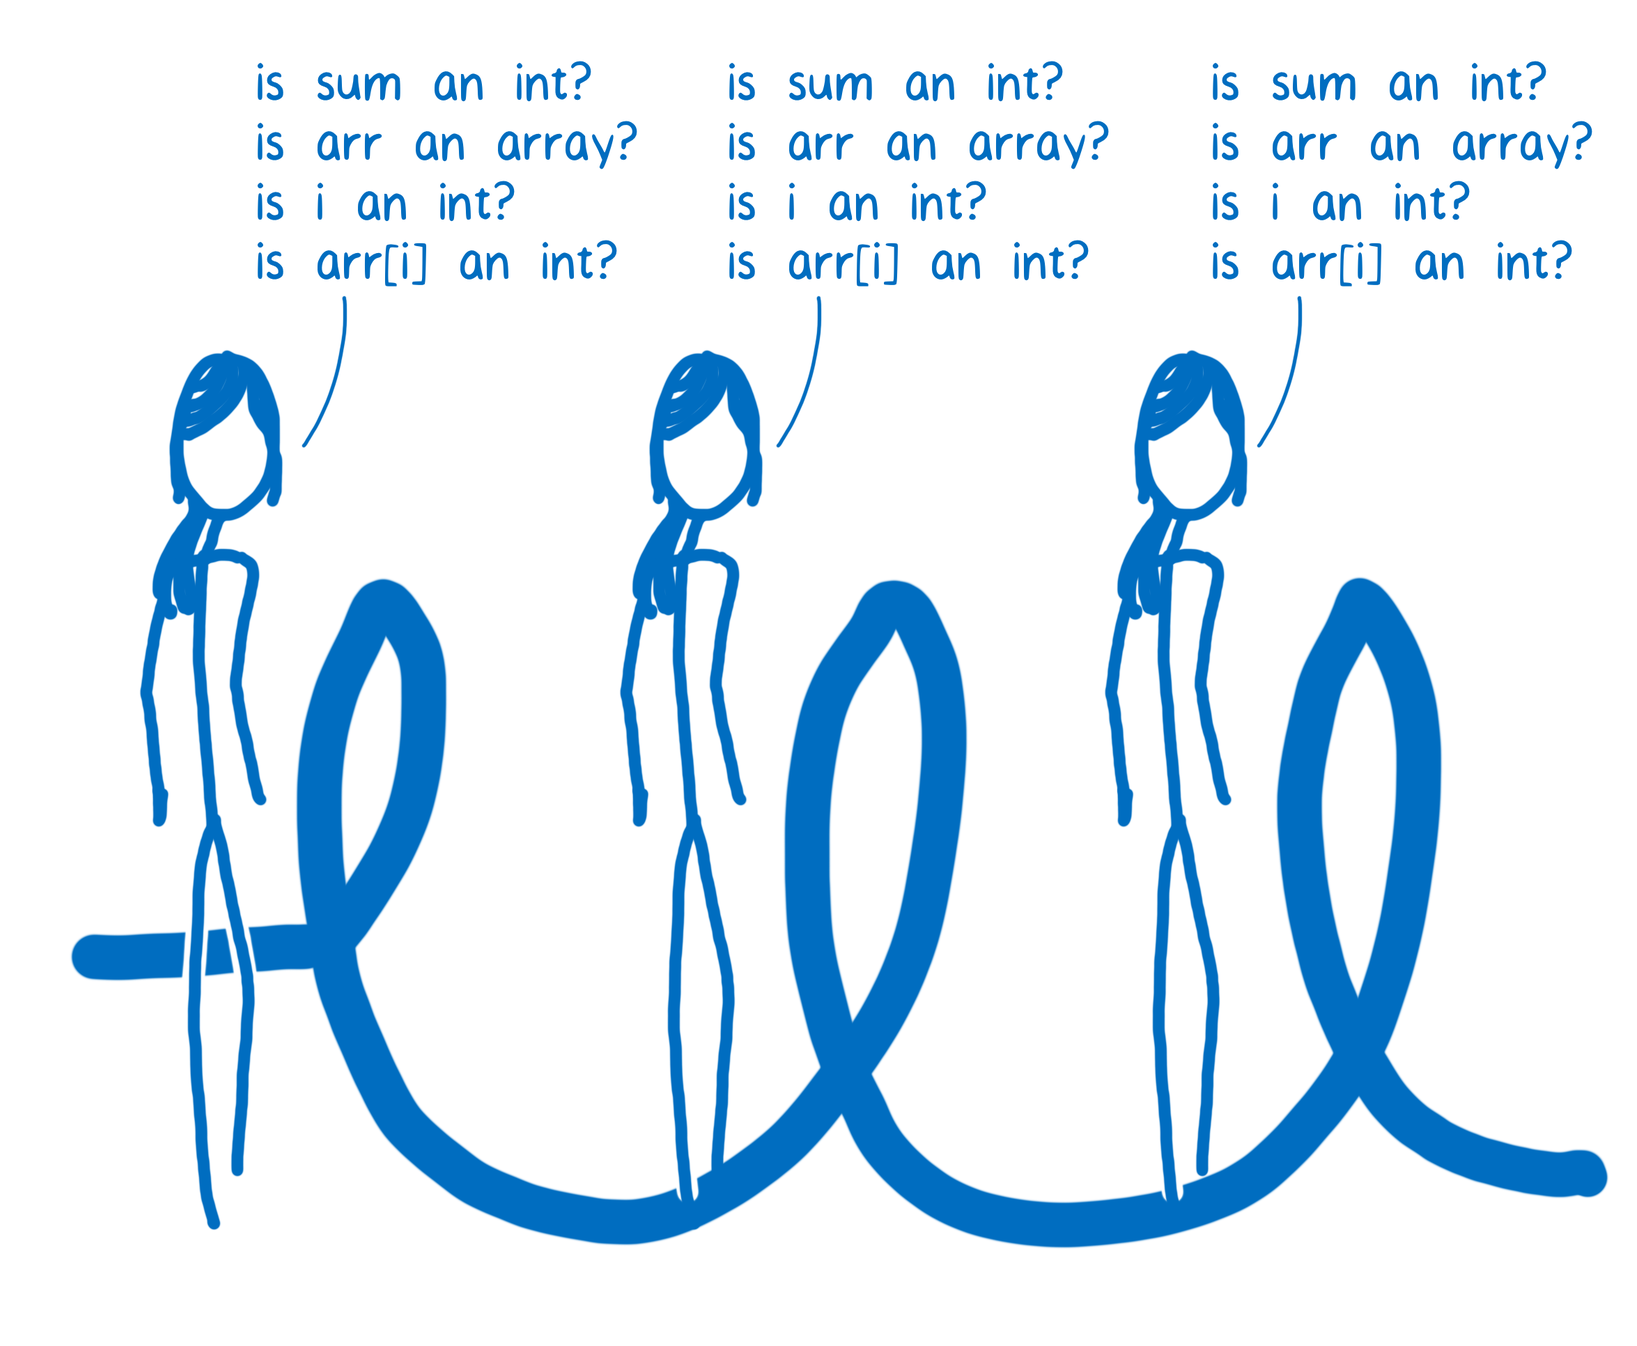 is sum an int?
is arr an array?
is i an int?
is arr[i] an int?
is sum an int?
is arr an array?
is i an int?
is arr[i] an int?
is sum an int?
is arr an array?
is i an int?
is arr[i] an int?